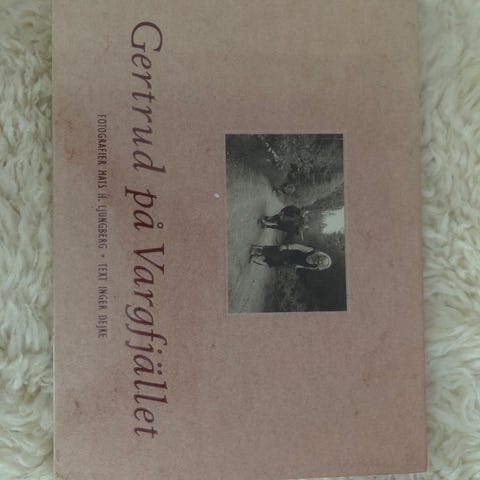 Gertrud på Vargfjället
FOTOGRAFIER MATS H. LJUNGBERG • TEXT INGER DEJKE